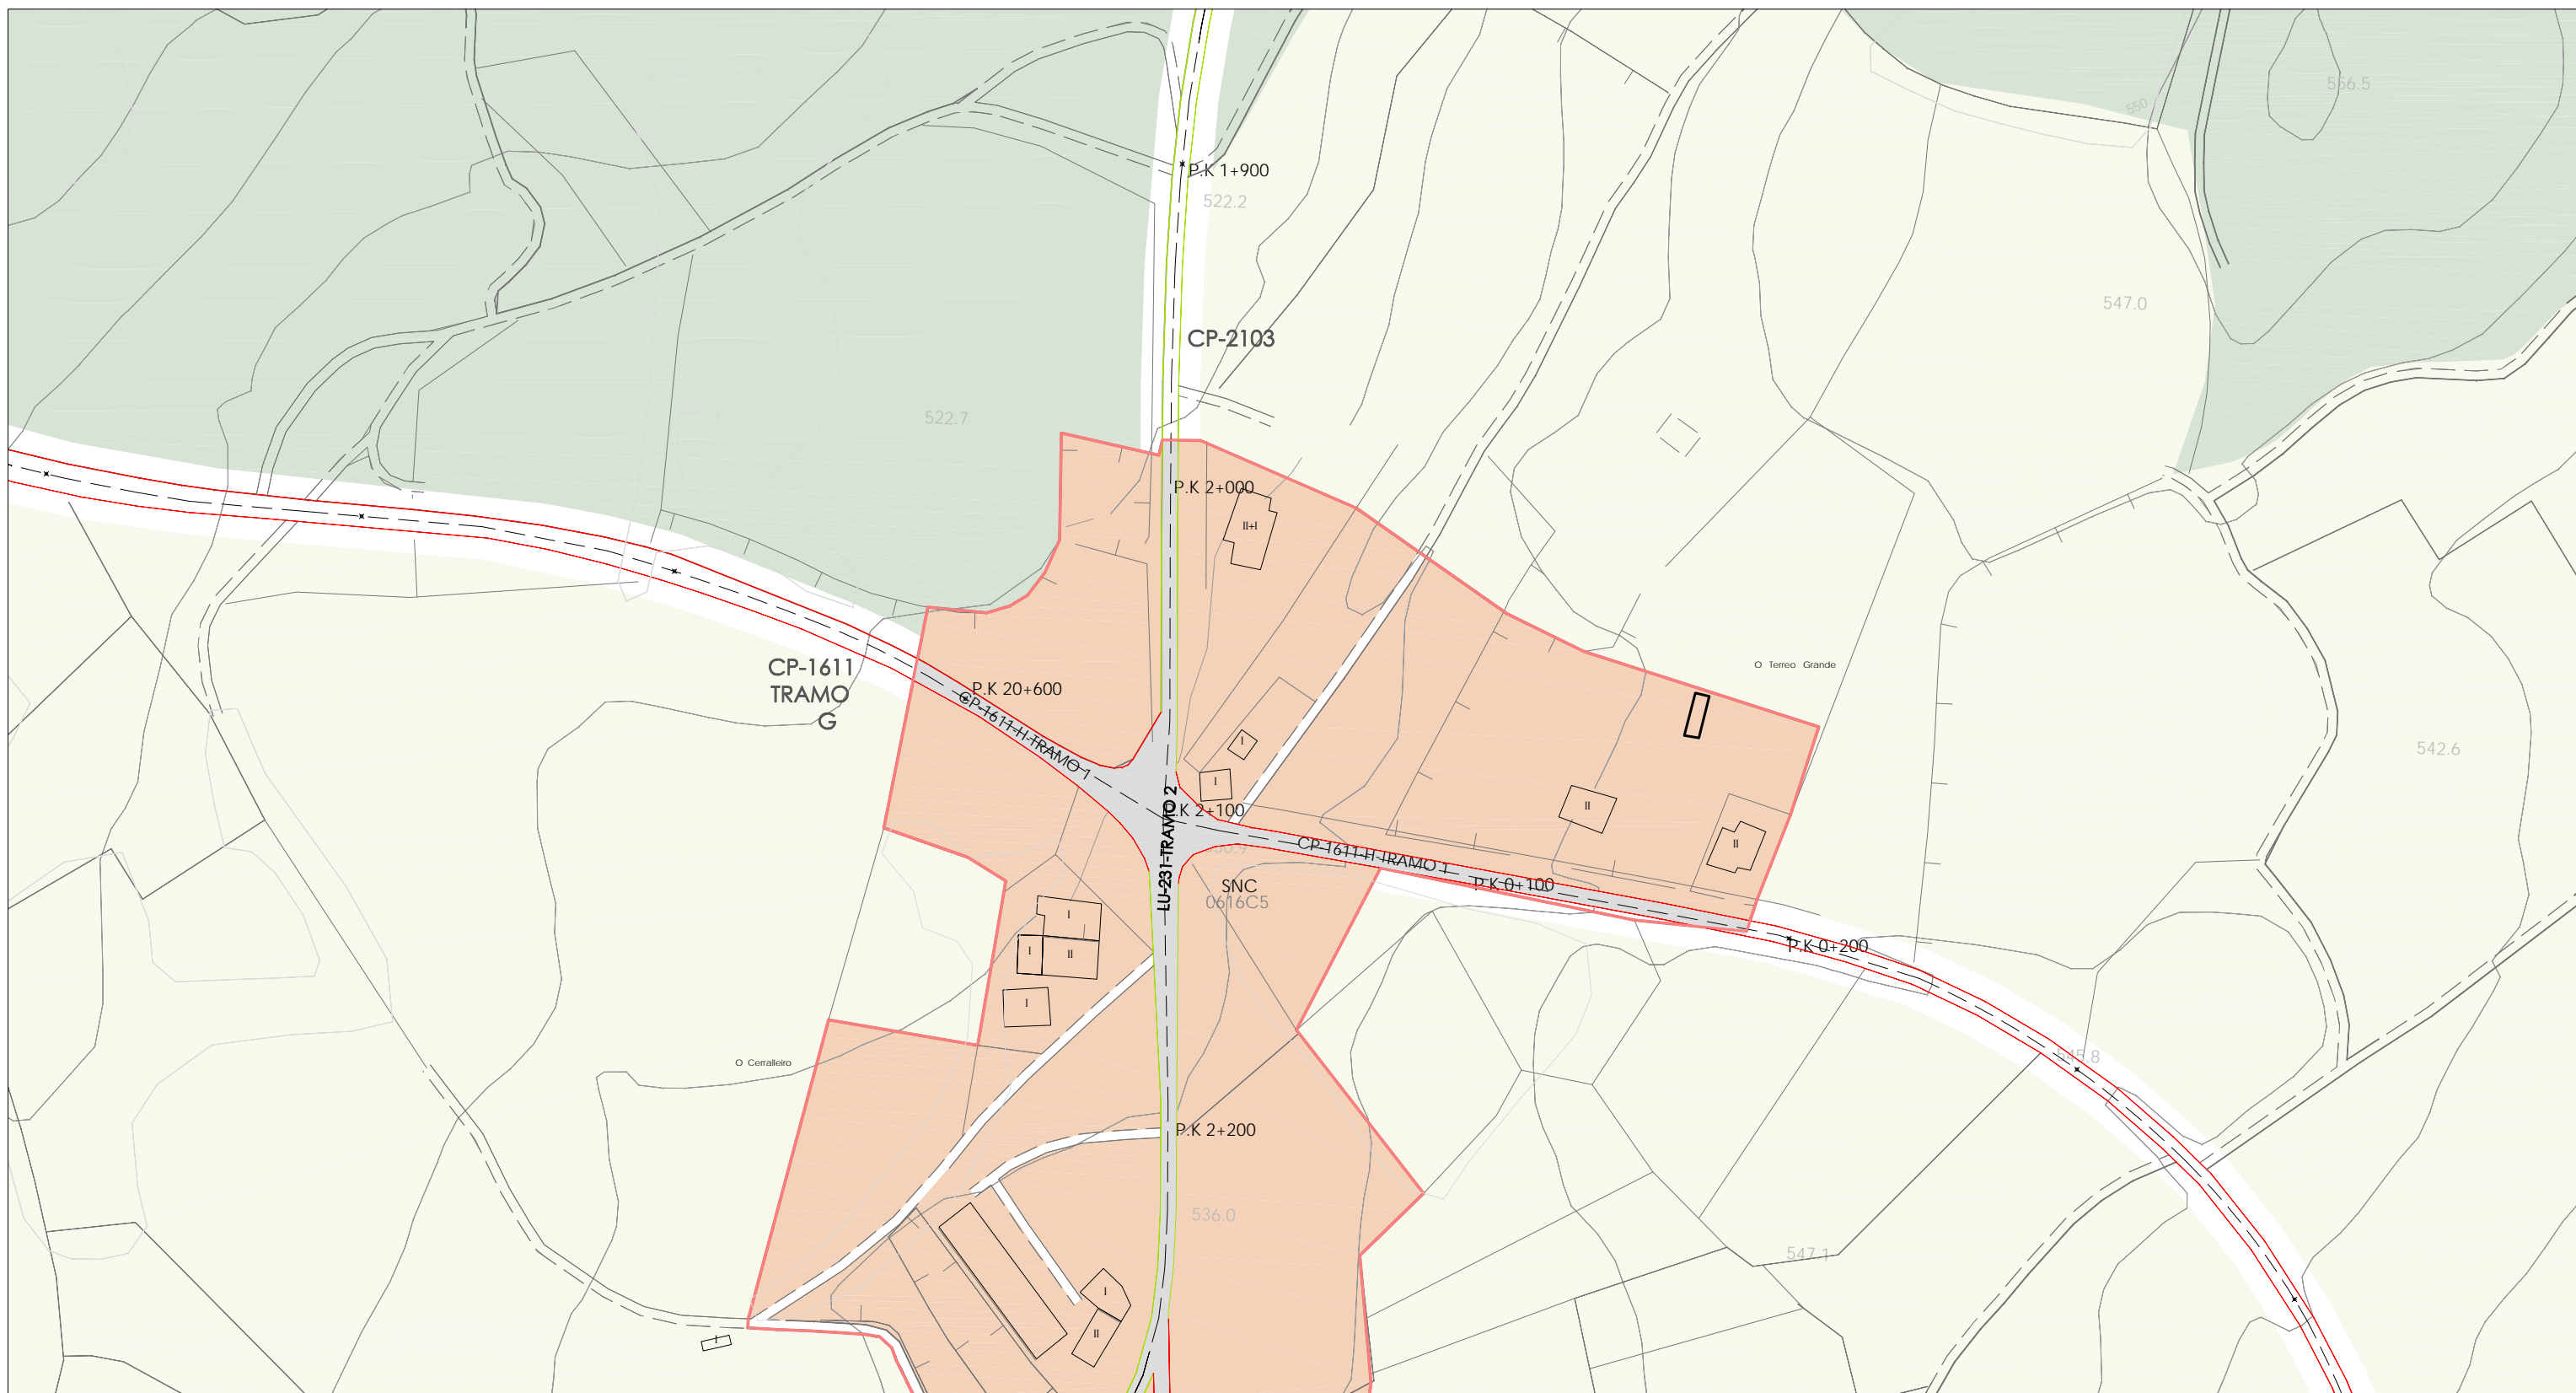 556.5
550
P.K 1+900
522.2
547.0
CP-2103
522.7
P.K 2+000
II+I
O Terreo Grande
CP-1611
TRAMO
G
P.K 20+600
CP-1611-H-TRAMO 1
I
542.6
I
II
P.K 2+100
LU-231-TRAMO 2
II
CP-1611-H-TRAMO 1
P.K 0+100
SNC
0616C5
I
P.K 0+200
I
II
I
545.8
O Cerralleiro
P.K 2+200
536.0
547.1
I
II
I